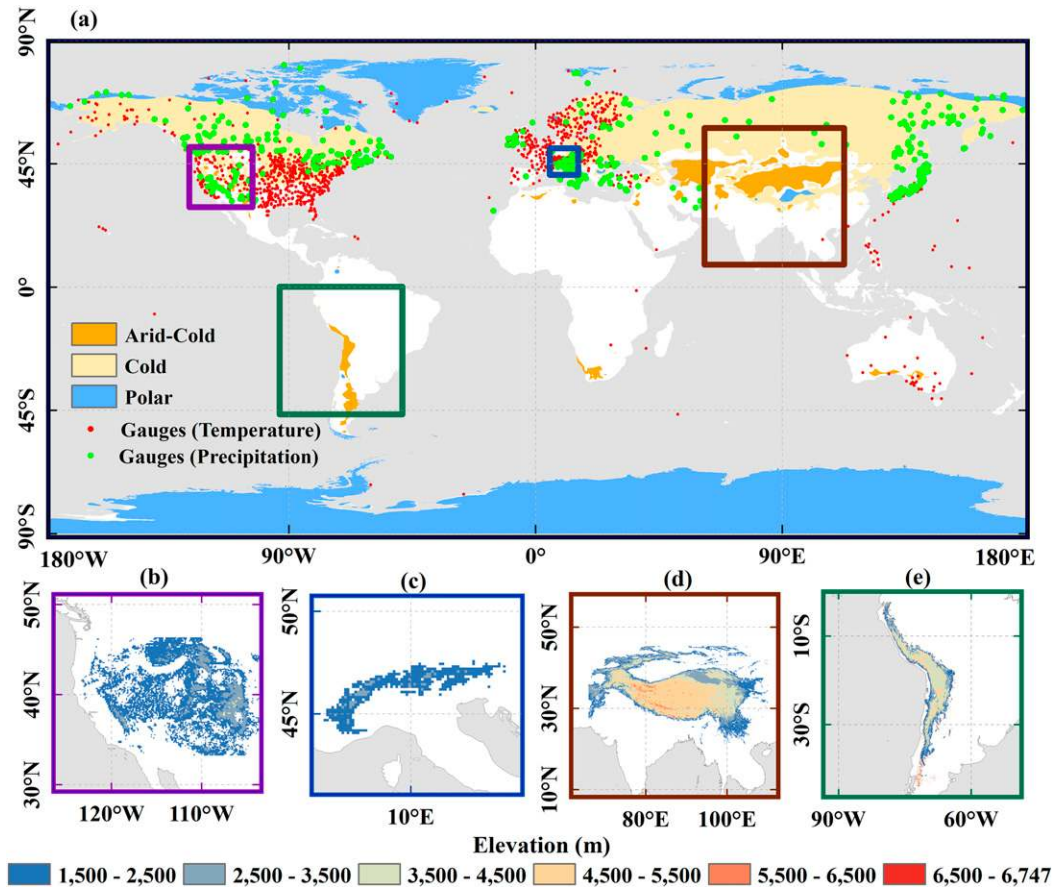 (a)
90°N
45°N
0°
45°S
90°S
Arid-Cold
Cold
Polar
Gauges (Temperature)
Gauges (Precipitation)
180°W 90°W 0° 90°E 180°E
(b) (c) (d) (e)
50°N
40°N
30°N
120°W 110°W
50°N
45°N
10°E
50°N
30°N
10°N
80°E 100°E
10°S
30°S
90°W 60°W
Elevation (m)
1,500 - 2,500 2,500 - 3,500 3,500 - 4,500 4,500 - 5,500 5,500 - 6,500 6,500 - 6,747